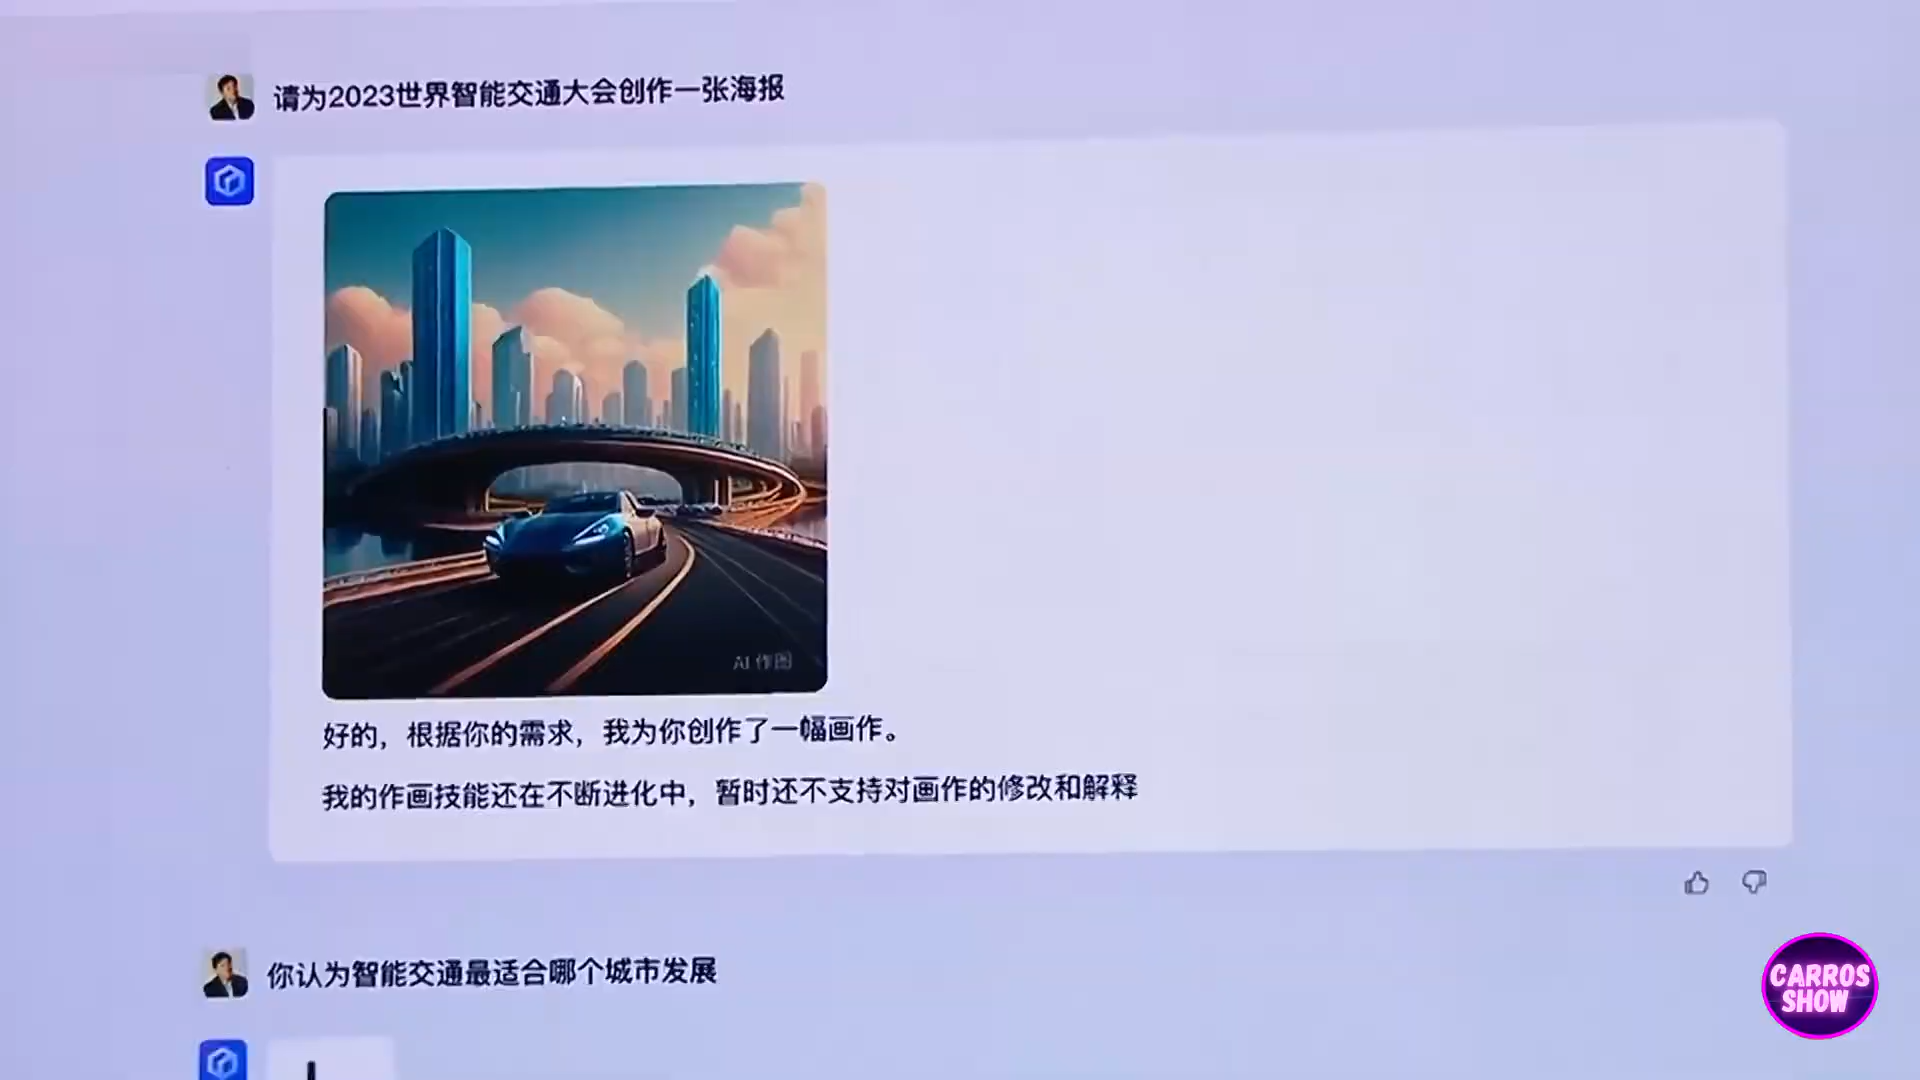 请为2023世界智能交通大会创作一张海报
AI 作图
好的，根据你的需求，我为你创作了一幅画作。
我的作画技能还在不断进化中，暂时还不支持对画作的修改和解释
你认为智能交通最适合哪个城市发展
CARROS
SHOW